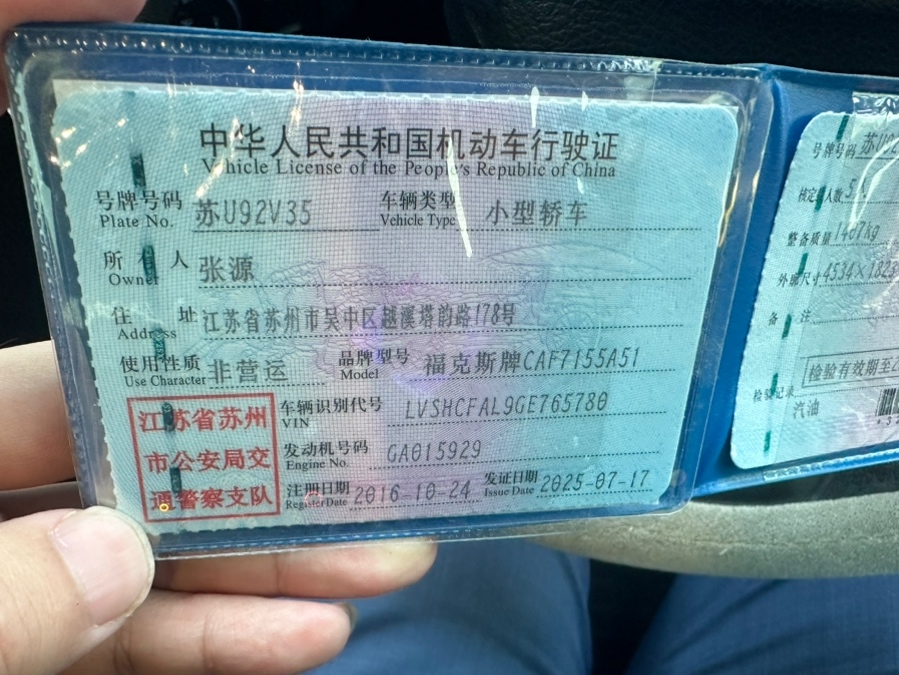 中华人民共和国机动车行驶证
Vehicle License of the People's Republic of China
号牌号码 苏U92V35 车辆类型 小型轿车
Plate No. Vehicle Type
所有人 张源
Owner
住址 江苏省苏州市吴中区越溪塔韵路178号
Address
使用性质 非营运 品牌型号 福克斯牌CAF7155A51
Use Character Model
江苏省苏州
市公安局交
通警察支队
车辆识别代号 LVSHCFAL9GE765780
VIN
发动机号码 GA015929
Engine No.
注册日期 2016-10-24 发证日期 2025-07-17
Register Date Issue Date
号牌号码 苏U92
核定载人数 5人
整备质量 1407kg
外廓尺寸 4534×1823
备注
检验有效期至2
检验记录
汽油